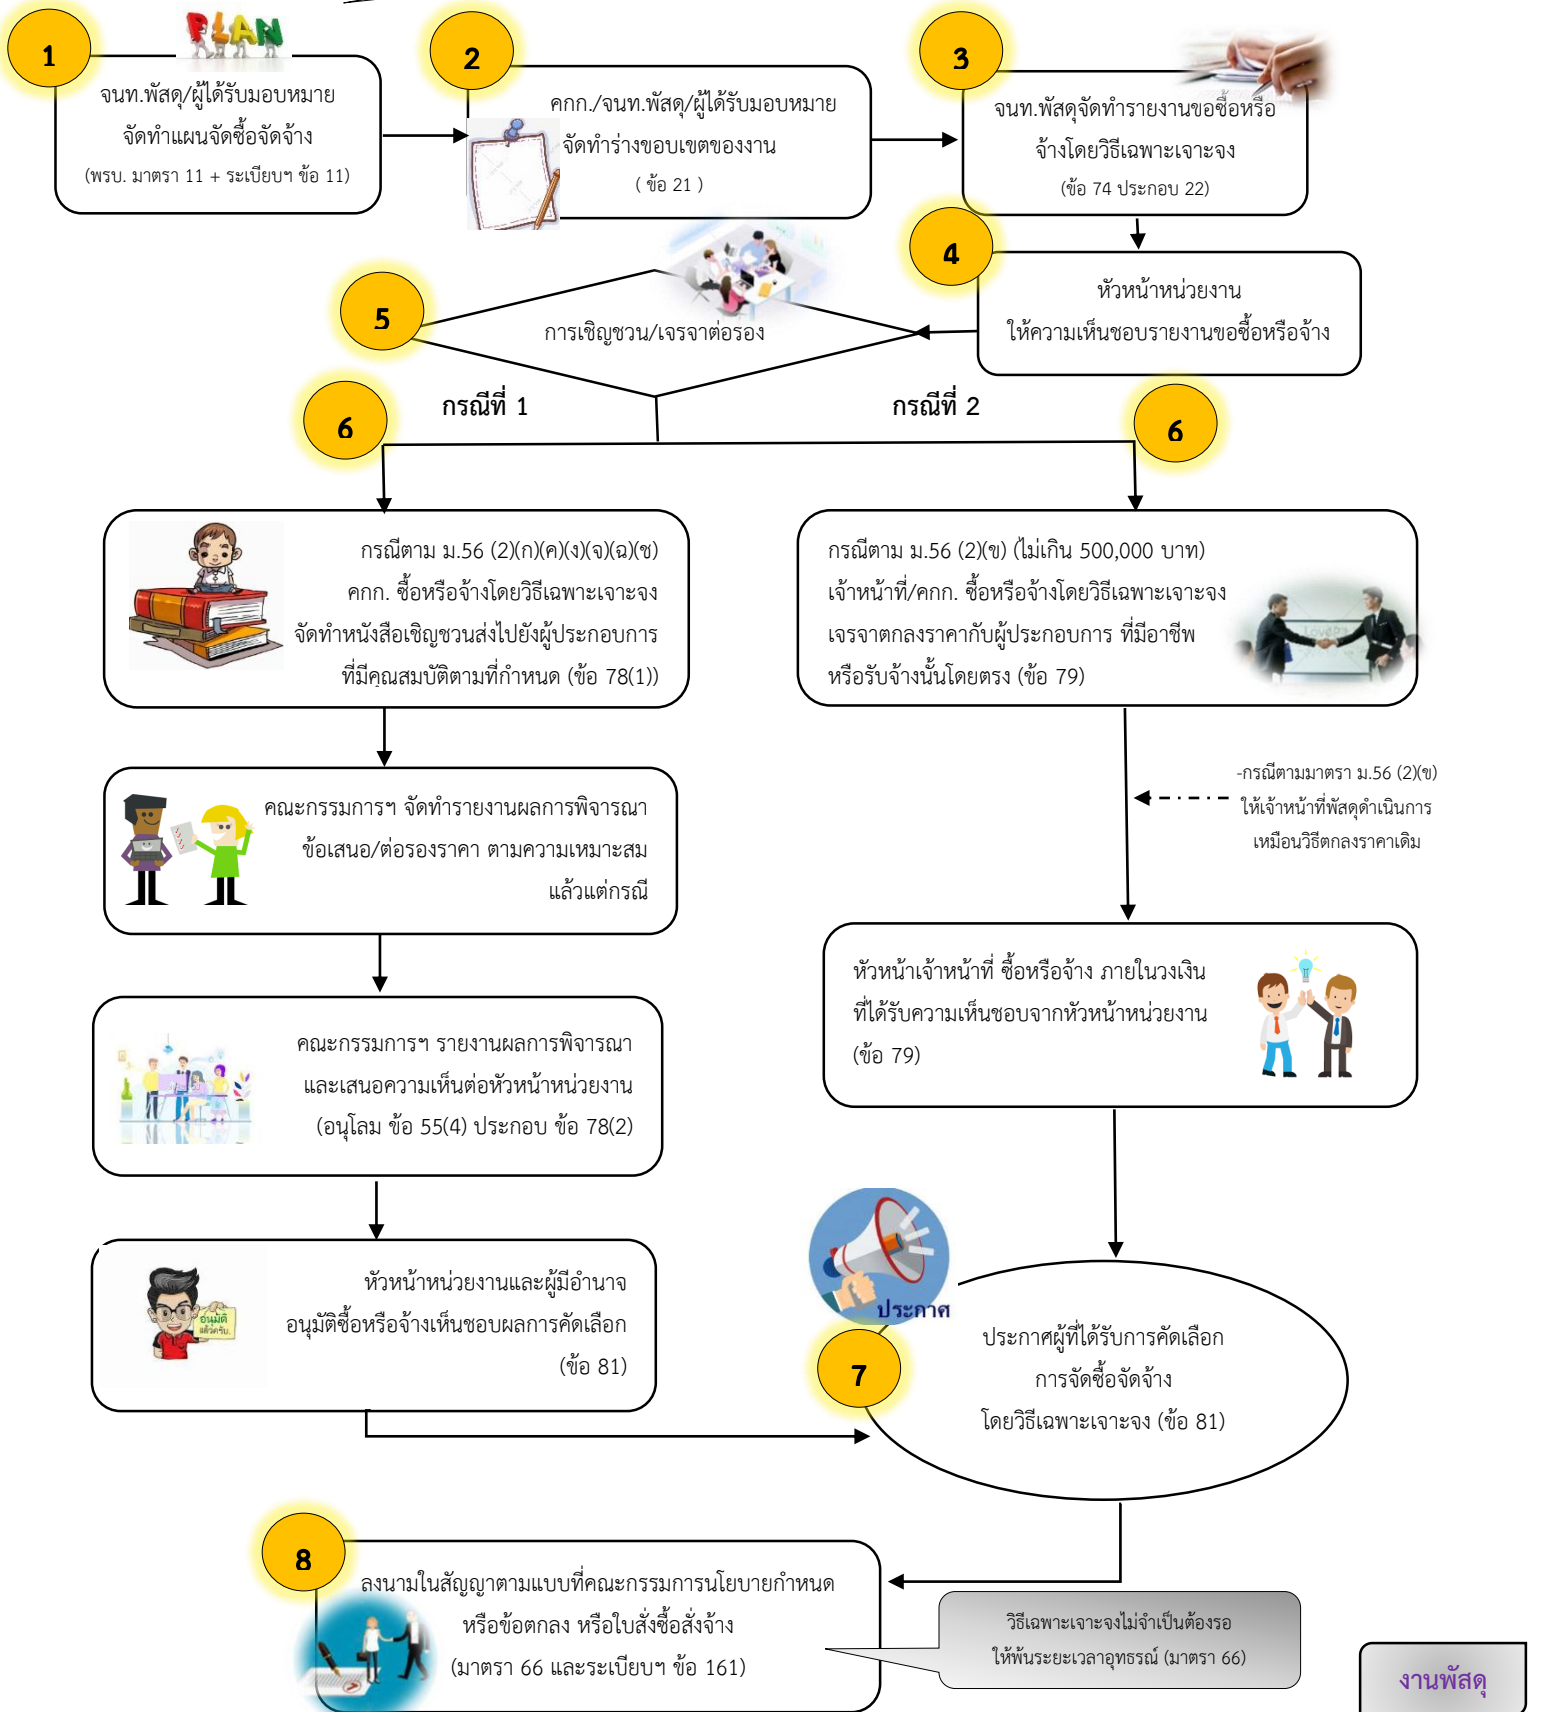 PLAN
1
จนท.พัสดุ/ผู้ได้รับมอบหมาย
จัดทำแผนจัดซื้อจัดจ้าง
(พรบ. มาตรา 11 + ระเบียบฯ ข้อ 11)
2
คกก./จนท.พัสดุ/ผู้ได้รับมอบหมาย
จัดทำร่างขอบเขตของงาน
( ข้อ 21 )
3
จนท.พัสดุจัดทำรายงานขอซื้อหรือ
จ้างโดยวิธีเฉพาะเจาะจง
(ข้อ 74 ประกอบ 22)
4
หัวหน้าหน่วยงาน
ให้ความเห็นชอบรายงานขอซื้อหรือจ้าง
5
การเชิญชวน/เจรจาต่อรอง
กรณีที่ 1
กรณีที่ 2
6
6
กรณีตาม ม.56 (2)(ก)(ค)(ง)(จ)(ฉ)(ช)
คกก. ซื้อหรือจ้างโดยวิธีเฉพาะเจาะจง
จัดทำหนังสือเชิญชวนส่งไปยังผู้ประกอบการ
ที่มีคุณสมบัติตามที่กำหนด (ข้อ 78(1))
กรณีตาม ม.56 (2)(ข) (ไม่เกิน 500,000 บาท)
เจ้าหน้าที่/คกก. ซื้อหรือจ้างโดยวิธีเฉพาะเจาะจง
เจรจาตกลงราคากับผู้ประกอบการ ที่มีอาชีพ
หรือรับจ้างนั้นโดยตรง (ข้อ 79)
-กรณีตามมาตรา ม.56 (2)(ข)
ให้เจ้าหน้าที่พัสดุดำเนินการ
เหมือนวิธีตกลงราคาเดิม
คณะกรรมการฯ จัดทำรายงานผลการพิจารณา
ข้อเสนอ/ต่อรองราคา ตามความเหมาะสม
แล้วแต่กรณี
หัวหน้าเจ้าหน้าที่ ซื้อหรือจ้าง ภายในวงเงิน
ที่ได้รับความเห็นชอบจากหัวหน้าหน่วยงาน
(ข้อ 79)
คณะกรรมการฯ รายงานผลการพิจารณา
และเสนอความเห็นต่อหัวหน้าหน่วยงาน
(อนุโลม ข้อ 55(4) ประกอบ ข้อ 78(2)
หัวหน้าหน่วยงานและผู้มีอำนาจ
อนุมัติซื้อหรือจ้างเห็นชอบผลการคัดเลือก
(ข้อ 81)
อนุมัติ
แล้วครับ.
ประกาศ
7
ประกาศผู้ที่ได้รับการคัดเลือก
การจัดซื้อจัดจ้าง
โดยวิธีเฉพาะเจาะจง (ข้อ 81)
8
ลงนามในสัญญาตามแบบที่คณะกรรมการนโยบายกำหนด
หรือข้อตกลง หรือใบสั่งซื้อสั่งจ้าง
(มาตรา 66 และระเบียบฯ ข้อ 161)
วิธีเฉพาะเจาะจงไม่จำเป็นต้องรอ
ให้พ้นระยะเวลาอุทธรณ์ (มาตรา 66)
งานพัสดุ